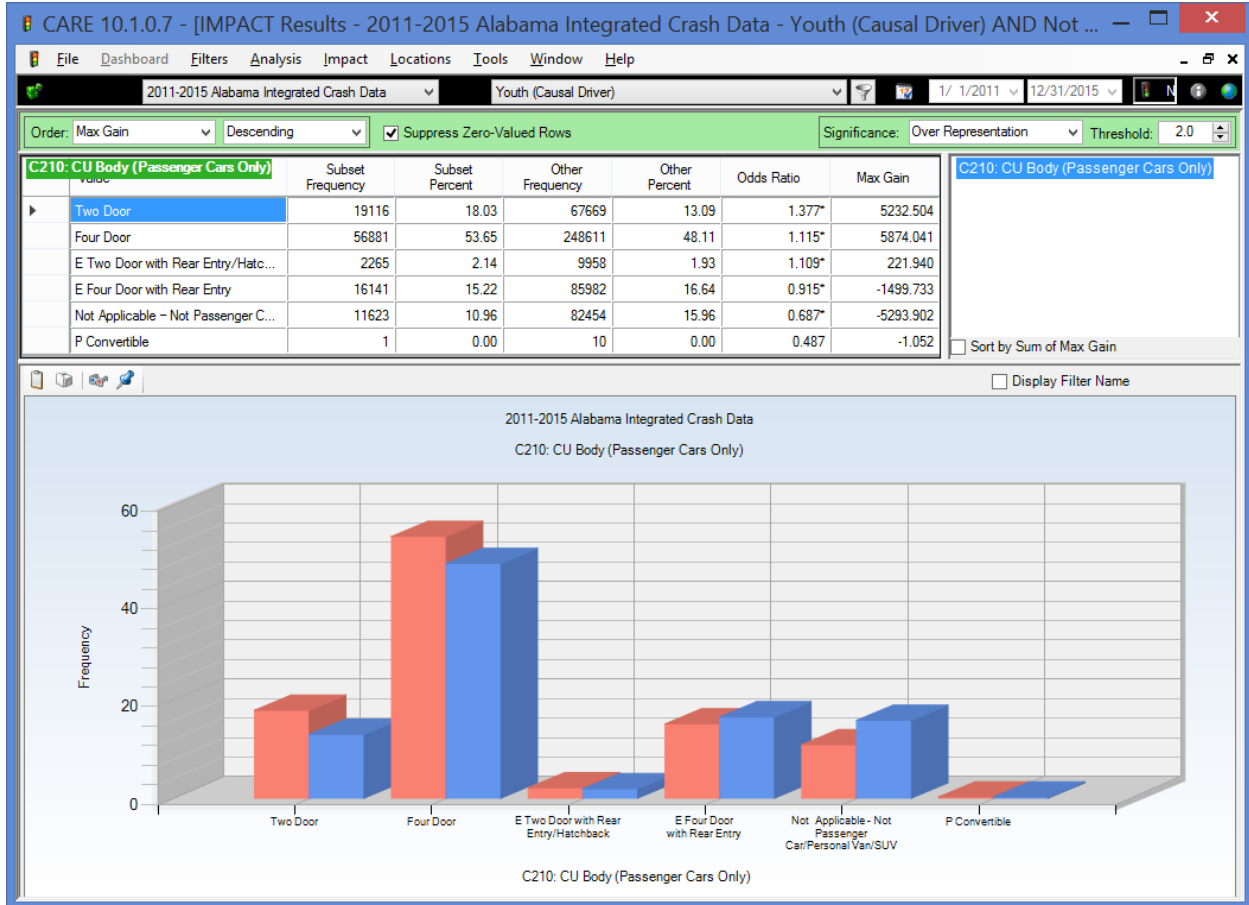 CARE 10.1.0.7 - [IMPACT Results - 2011-2015 Alabama Integrated Crash Data - Youth (Causal Driver) AND Not ...
File Dashboard Filters Analysis Impact Locations Tools Window Help
2011-2015 Alabama Integrated Crash Data Youth (Causal Driver) 1/ 1/2011 12/31/2015 N
Order: Max Gain Descending Suppress Zero-Valued Rows Significance: Over Representation Threshold: 2.0
C210: CU Body (Passenger Cars Only) Subset Frequency Subset Percent Other Frequency Other Percent Odds Ratio Max Gain C210: CU Body (Passenger Cars Only)
Two Door 19116 18.03 67669 13.09 1.377* 5232.504
Four Door 56881 53.65 248611 48.11 1.115* 5874.041
E Two Door with Rear Entry/Hatc... 2265 2.14 9958 1.93 1.109* 221.940
E Four Door with Rear Entry 16141 15.22 85982 16.64 0.915* -1499.733
Not Applicable - Not Passenger C... 11623 10.96 82454 15.96 0.687* -5293.902
P Convertible 1 0.00 10 0.00 0.487 -1.052
Sort by Sum of Max Gain
Display Filter Name
2011-2015 Alabama Integrated Crash Data
C210: CU Body (Passenger Cars Only)
60
40
Frequency
20
0
Two Door
Four Door
E Two Door with Rear
Entry/Hatchback
E Four Door
with Rear Entry
Not Applicable - Not
Passenger
Car/Personal Van/SUV
P Convertible
C210: CU Body (Passenger Cars Only)